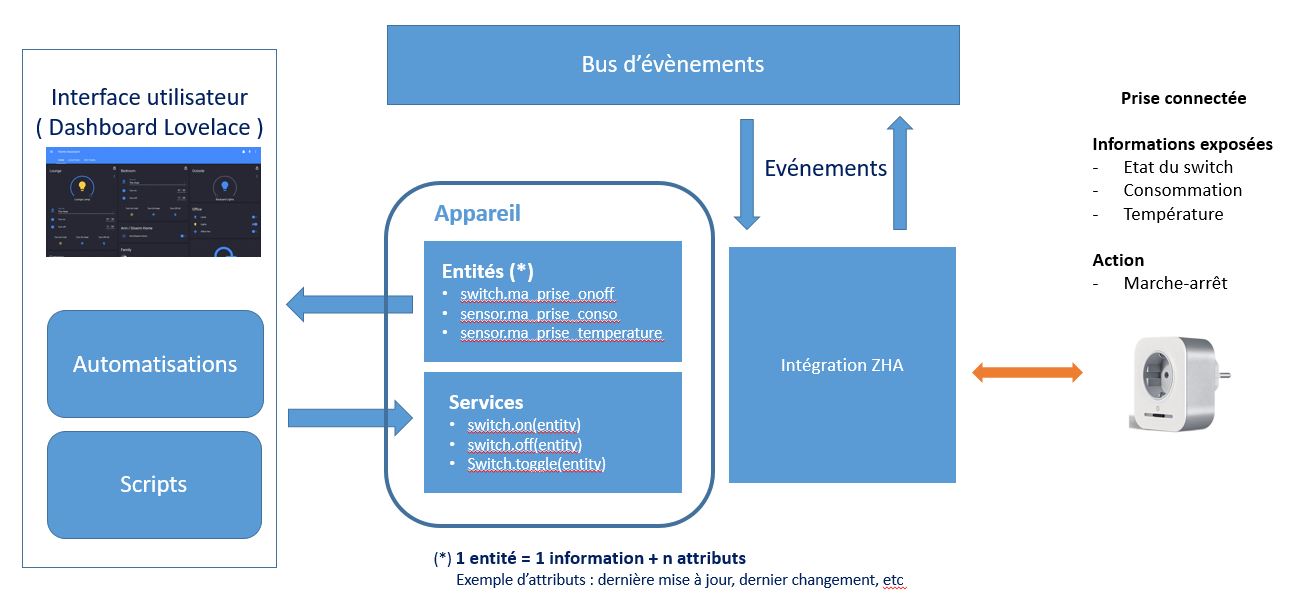 Bus d’évènements
Interface utilisateur
( Dashboard Lovelace )
Automatisations
Scripts
Evénements
Appareil
Entités (*)
• switch.ma_prise_onoff
• sensor.ma_prise_conso
• sensor.ma_prise_temperature
Services
• switch.on(entity)
• switch.off(entity)
• Switch.toggle(entity)
(*) 1 entité = 1 information + n attributs
Exemple d’attributs : dernière mise à jour, dernier changement, etc
Intégration ZHA
Prise connectée
Informations exposées
- Etat du switch
- Consommation
- Température
Action
- Marche-arrêt